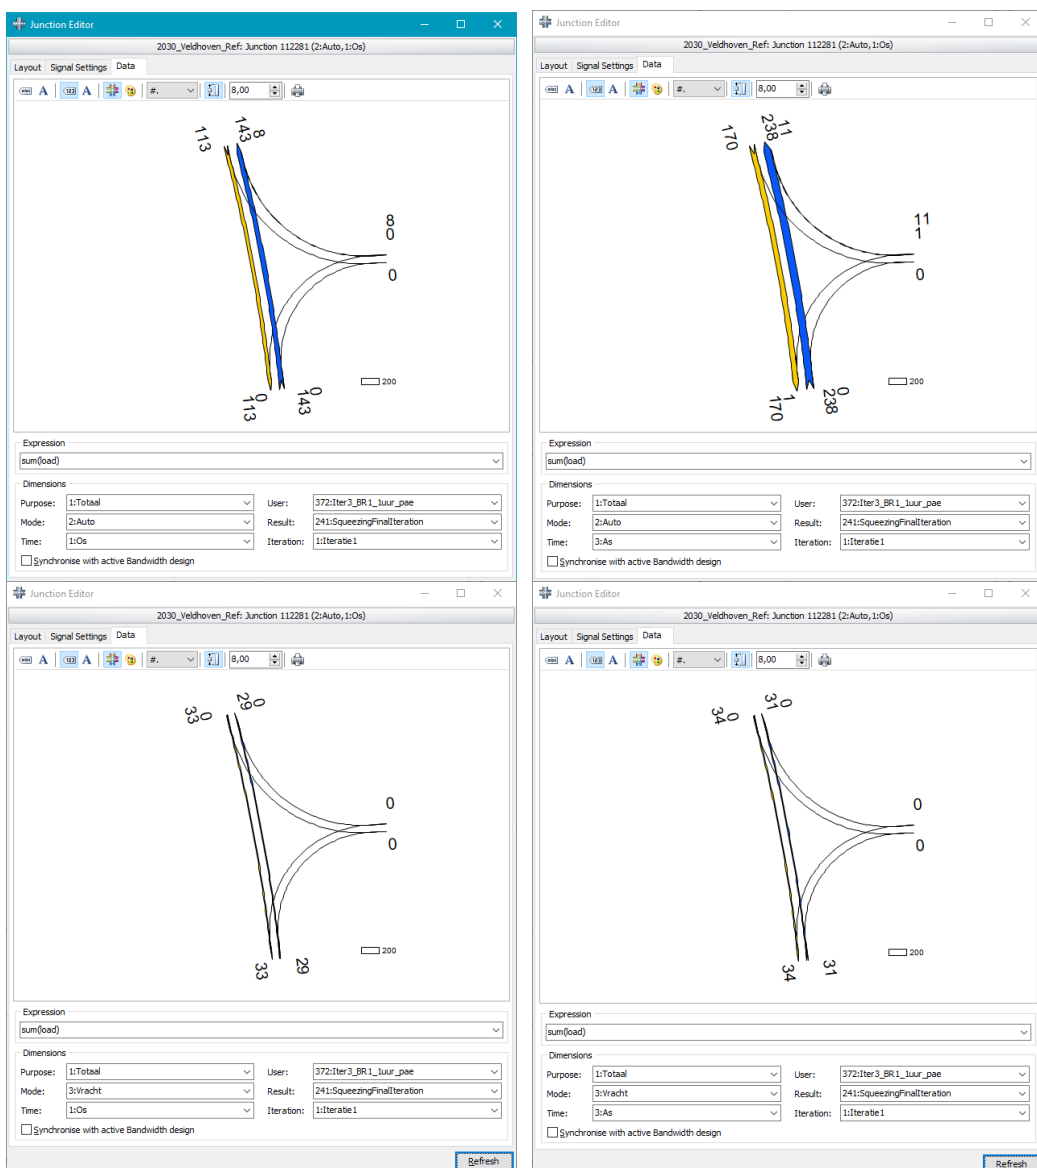 Junction Editor
2030_Veldhoven_Ref: Junction 112281 (2:Auto,1:Os)
Layout Signal Settings Data
abc A 123 A #. 8,00
113 143 8
8
0
0
200
113 0 143 0
Expression
sum(load)
Dimensions
Purpose: 1:Totaal User: 372:Iter3_BR1_1uur_pae
Mode: 2:Auto Result: 241:SqueezingFinalIteration
Time: 1:Os Iteration: 1:Iteratie1
Synchronise with active Bandwidth design
Junction Editor
2030_Veldhoven_Ref: Junction 112281 (2:Auto,1:Os)
Layout Signal Settings Data
abc A 123 A #. 8,00
170 238 11
11
1
0
200
170 1 238 0
Expression
sum(load)
Dimensions
Purpose: 1:Totaal User: 372:Iter3_BR1_1uur_pae
Mode: 2:Auto Result: 241:SqueezingFinalIteration
Time: 3:As Iteration: 1:Iteratie1
Synchronise with active Bandwidth design
Junction Editor
2030_Veldhoven_Ref: Junction 112281 (2:Auto,1:Os)
Layout Signal Settings Data
abc A 123 A #. 8,00
33 0 29 0
0
0
200
33 29
Expression
sum(load)
Dimensions
Purpose: 1:Totaal User: 372:Iter3_BR1_1uur_pae
Mode: 3:Vracht Result: 241:SqueezingFinalIteration
Time: 1:Os Iteration: 1:Iteratie1
Synchronise with active Bandwidth design
Refresh
Junction Editor
2030_Veldhoven_Ref: Junction 112281 (2:Auto,1:Os)
Layout Signal Settings Data
abc A 123 A #. 8,00
34 0 31 0
0
0
200
34 31
Expression
sum(load)
Dimensions
Purpose: 1:Totaal User: 372:Iter3_BR1_1uur_pae
Mode: 3:Vracht Result: 241:SqueezingFinalIteration
Time: 3:As Iteration: 1:Iteratie1
Synchronise with active Bandwidth design
Refresh